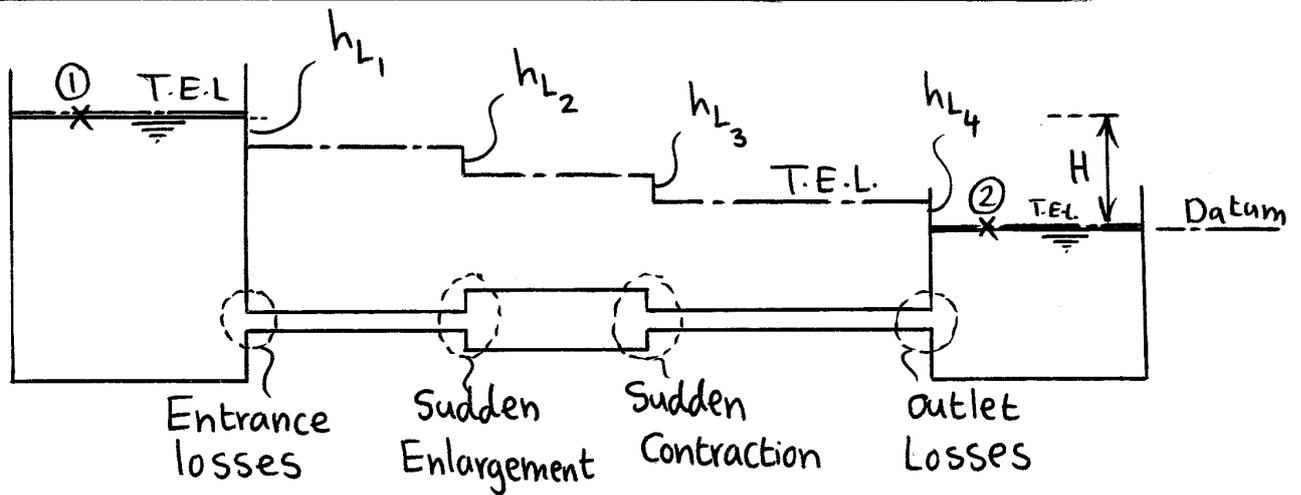 ① T.E.L
hL1
hL2
hL3
hL4
H
T.E.L.
② T.E.L.
Datum
Entrance
losses
Sudden
Enlargement
Sudden
Contraction
outlet
Losses